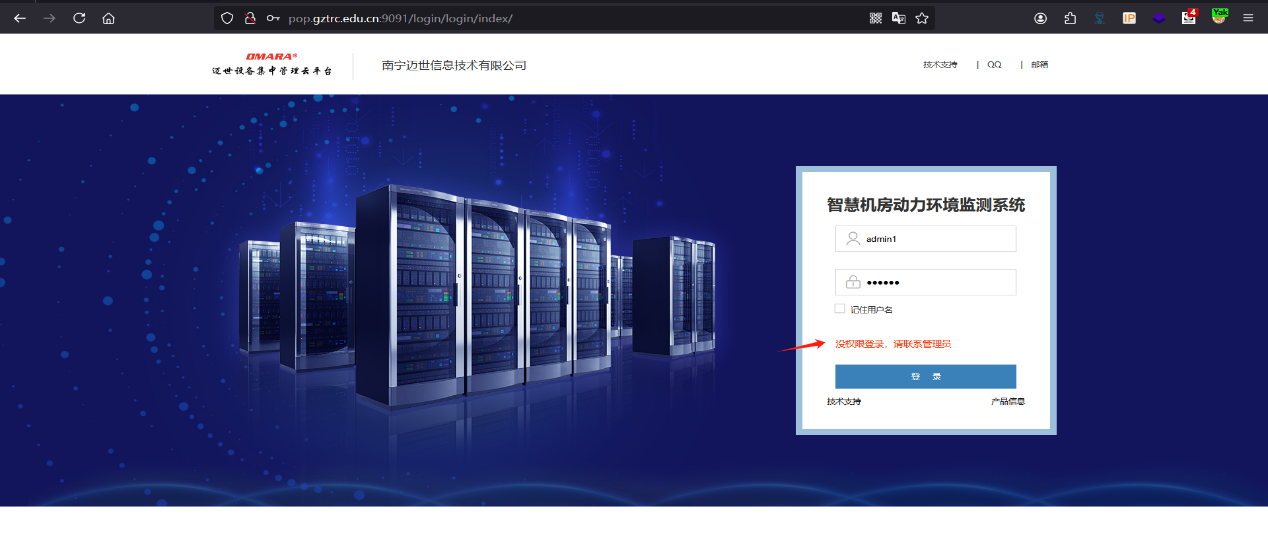 pop.gztrc.edu.cn:9091/login/login/index/
IP
4
Yak
OMARA®
迈世设备集中管理云平台
南宁迈世信息技术有限公司
技术支持 | QQ | 邮箱
智慧机房动力环境监测系统
admin1
••••••
记住用户名
没权限登录，请联系管理员
登 录
技术支持 产品信息